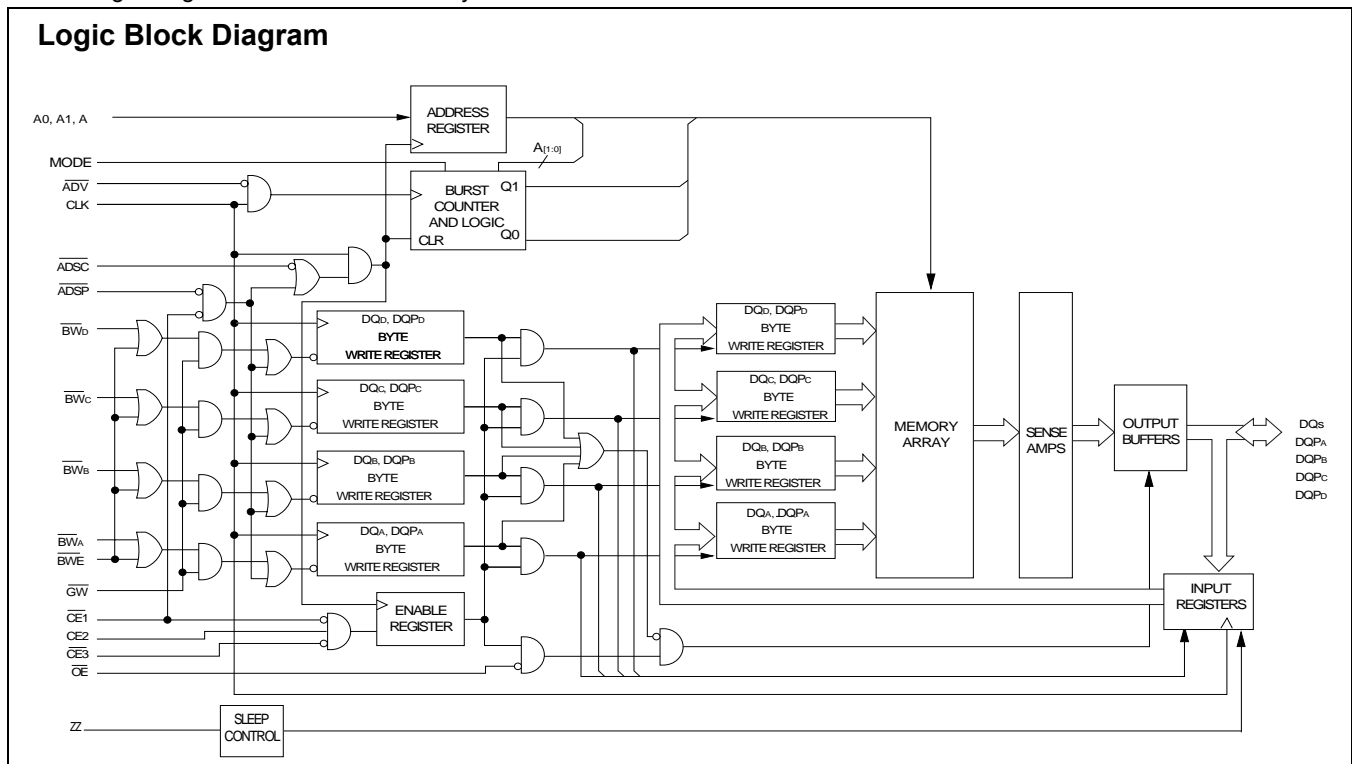 Logic Block Diagram
A0, A1, A
ADDRESS
REGISTER
MODE
A[1:0]
ADV
CLK
BURST
COUNTER
AND LOGIC
CLR
Q1
Q0
ADSC
ADSP
BWD
DQD, DQPD
BYTE
WRITE REGISTER
DQD, DQPD
BYTE
WRITE REGISTER
BWC
DQC, DQPC
BYTE
WRITE REGISTER
DQC, DQPC
BYTE
WRITE REGISTER
BWB
DQB, DQPB
BYTE
WRITE REGISTER
DQB, DQPB
BYTE
WRITE REGISTER
BWA
BWE
DQA, DQPA
BYTE
WRITE REGISTER
DQA, DQPA
BYTE
WRITE REGISTER
MEMORY
ARRAY
SENSE
AMPS
OUTPUT
BUFFERS
DQs
DQPA
DQPB
DQPC
DQPD
GW
CE1
CE2
CE3
OE
ENABLE
REGISTER
INPUT
REGISTERS
ZZ
SLEEP
CONTROL